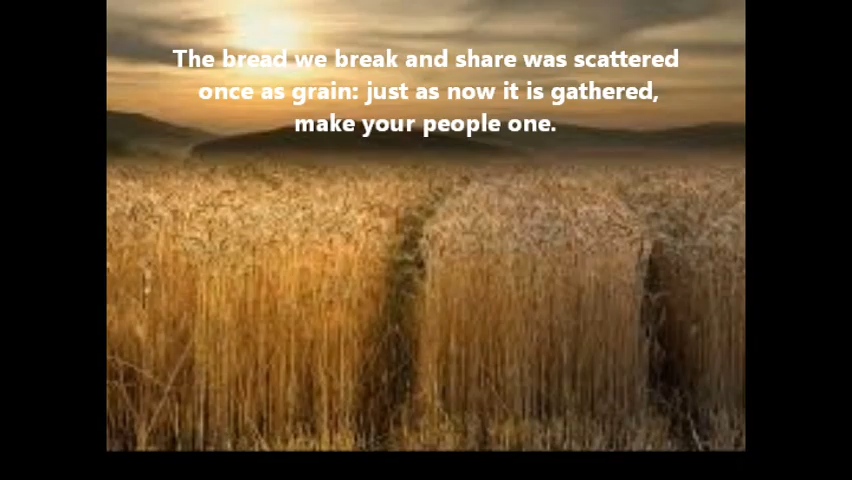 The bread we break and share was scattered
once as grain: just as now it is gathered,
make your people one.